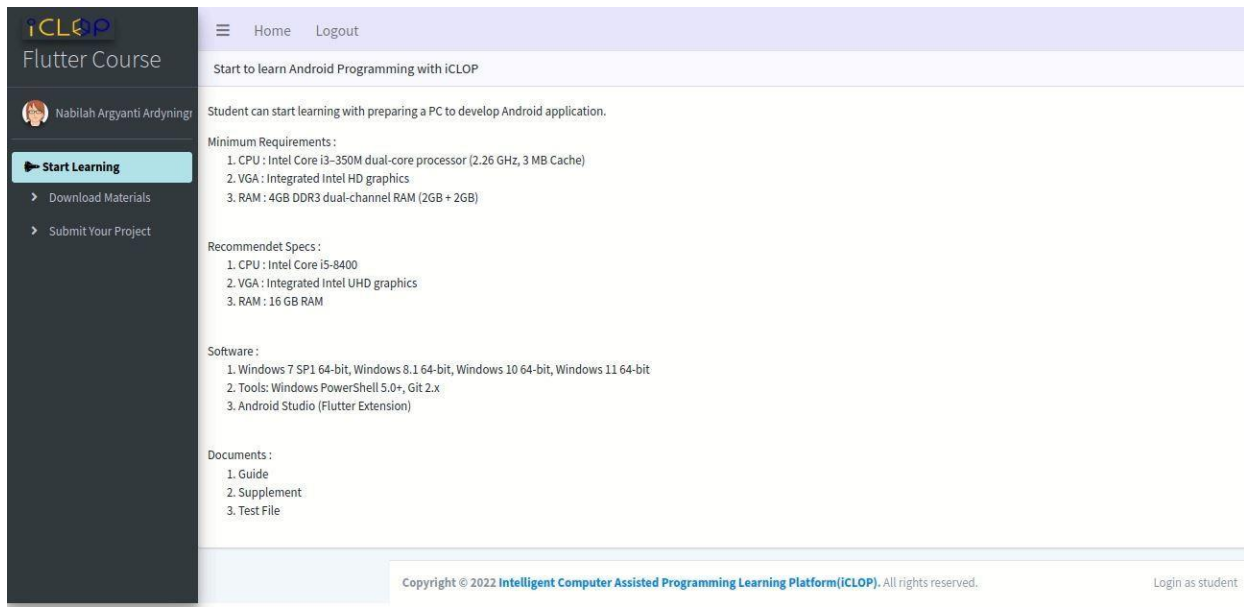 iCLOP
Flutter Course
Nabilah Argyanti Ardyningr
Start Learning
Download Materials
Submit Your Project
Home Logout
Start to learn Android Programming with iCLOP
Student can start learning with preparing a PC to develop Android application.
Minimum Requirements :
1. CPU : Intel Core i3–350M dual-core processor (2.26 GHz, 3 MB Cache)
2. VGA : Integrated Intel HD graphics
3. RAM : 4GB DDR3 dual-channel RAM (2GB + 2GB)
Recommendet Specs :
1. CPU : Intel Core i5-8400
2. VGA : Integrated Intel UHD graphics
3. RAM : 16 GB RAM
Software :
1. Windows 7 SP1 64-bit, Windows 8.1 64-bit, Windows 10 64-bit, Windows 11 64-bit
2. Tools: Windows PowerShell 5.0+, Git 2.x
3. Android Studio (Flutter Extension)
Documents :
1. Guide
2. Supplement
3. Test File
Copyright © 2022 Intelligent Computer Assisted Programming Learning Platform(iCLOP). All rights reserved. Login as student